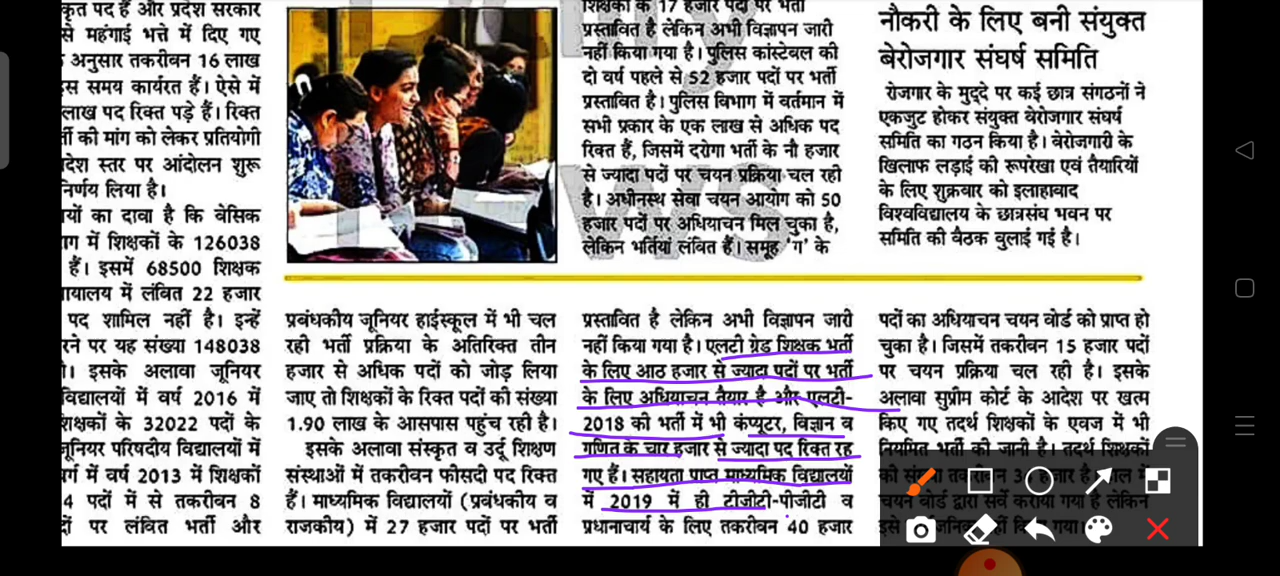 कृत पद हैं और प्रदेश सरकार
से महंगाई भत्ते में दिए गए
अनुसार तकरीबन 16 लाख
स समय कार्यरत हैं। ऐसे में
लाख पद रिक्त पड़े हैं। रिक्त
र्ती की मांग को लेकर प्रतियोगी
देश स्तर पर आंदोलन शुरू
निर्णय लिया है।
यों का दावा है कि बेसिक
ाग में शिक्षकों के 126038
हैं। इसमें 68500 शिक्षक
ायालय में लंबित 22 हजार
पद शामिल नहीं है। इन्हें
रने पर यह संख्या 148038
। इसके अलावा जूनियर
विद्यालयों में वर्ष 2016 में
शिक्षकों के 32022 पदों के
जूनियर परिषदीय विद्यालयों में
वर्ग में वर्ष 2013 में शिक्षकों
4 पदों में से तकरीबन 8
दों पर लंबित भर्ती और
प्रबंधकीय जूनियर हाईस्कूल में भी चल
रही भर्ती प्रक्रिया के अतिरिक्त तीन
हजार से अधिक पदों को जोड़ लिया
जाए तो शिक्षकों के रिक्त पदों की संख्या
1.90 लाख के आसपास पहुंच रही है।
इसके अलावा संस्कृत व उर्दू शिक्षण
संस्थाओं में तकरीबन फीसदी पद रिक्त
हैं। माध्यमिक विद्यालयों (प्रबंधकीय व
राजकीय) में 27 हजार पदों पर भर्ती
शिक्षकों के 17 हजार पदों पर भर्ती
प्रस्तावित है लेकिन अभी विज्ञापन जारी
नहीं किया गया है। पुलिस कांस्टेबल की
दो वर्ष पहले से 52 हजार पदों पर भर्ती
प्रस्तावित है। पुलिस विभाग में वर्तमान में
सभी प्रकार के एक लाख से अधिक पद
रिक्त हैं, जिसमें दरोगा भर्ती के नौ हजार
से ज्यादा पदों पर चयन प्रक्रिया चल रही
है। अधीनस्थ सेवा चयन आयोग को 50
हजार पदों पर अधियाचन मिल चुका है,
लेकिन भर्तियां लंबित हैं। समूह 'ग' के
प्रस्तावित है लेकिन अभी विज्ञापन जारी
नहीं किया गया है। एलटी ग्रेड शिक्षक भर्ती
के लिए आठ हजार से ज्यादा पदों पर भर्ती
के लिए अधियाचन तैयार है और एलटी-
2018 की भर्ती में भी कंप्यूटर, विज्ञान व
गणित के चार हजार से ज्यादा पद रिक्त रह
गए हैं। सहायता प्राप्त माध्यमिक विद्यालयों
में 2019 में ही टीजीटी-पीजीटी व
प्रधानाचार्य के लिए तकरीबन 40 हजार
नौकरी के लिए बनी संयुक्त
बेरोजगार संघर्ष समिति
रोजगार के मुद्दे पर कई छात्र संगठनों ने
एकजुट होकर संयुक्त बेरोजगार संघर्ष
समिति का गठन किया है। बेरोजगारी के
खिलाफ लड़ाई की रूपरेखा एवं तैयारियों
के लिए शुक्रवार को इलाहाबाद
विश्वविद्यालय के छात्रसंघ भवन पर
समिति की बैठक बुलाई गई है।
पदों का अधियाचन चयन बोर्ड को प्राप्त हो
चुका है। जिसमें तकरीबन 15 हजार पदों
पर चयन प्रक्रिया चल रही है। इसके
अलावा सुप्रीम कोर्ट के आदेश पर खत्म
किए गए तदर्थ शिक्षकों के एवज में भी
नियमित भर्ती की जानी है। तदर्थ शिक्षकों
की संख्या तकरीबन हजार है।
चयन बोर्ड द्वारा सर्वे कराया गया है लेकिन